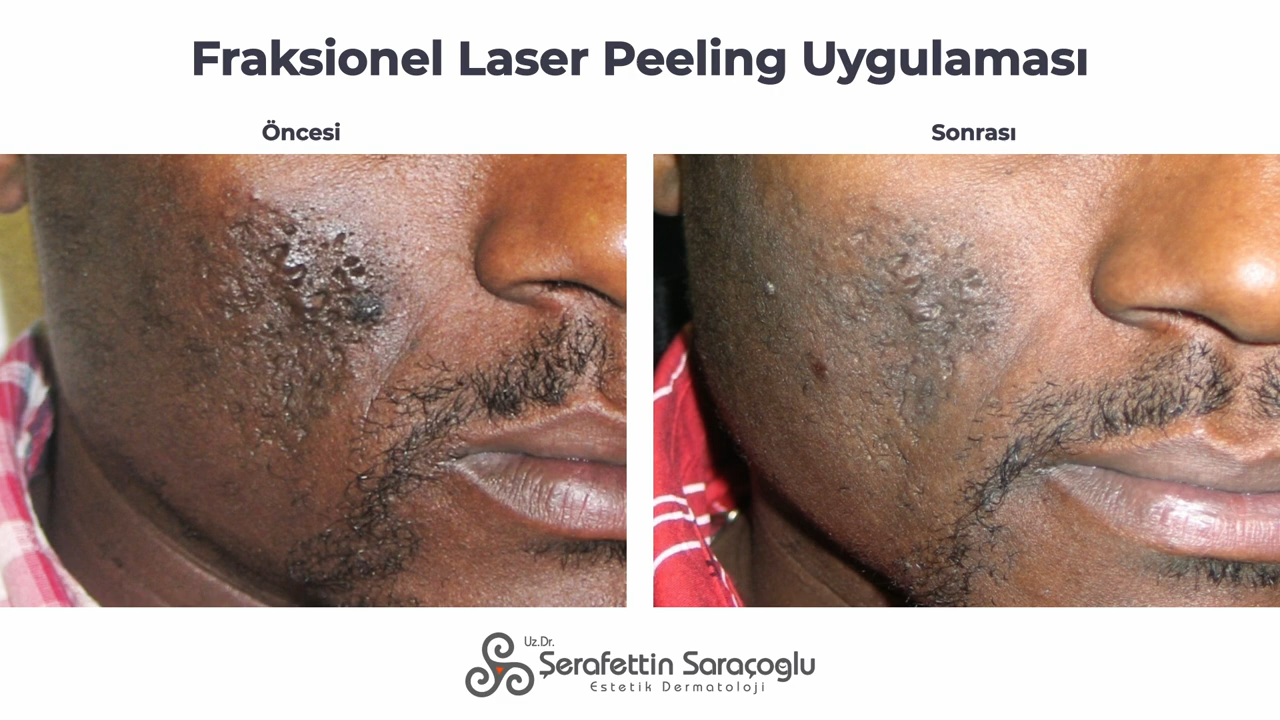 Fraksionel Laser Peeling Uygulaması
Öncesi
Sonrası
Uz.Dr.
Şerafettin Saraçoglu
Estetik Dermatoloji